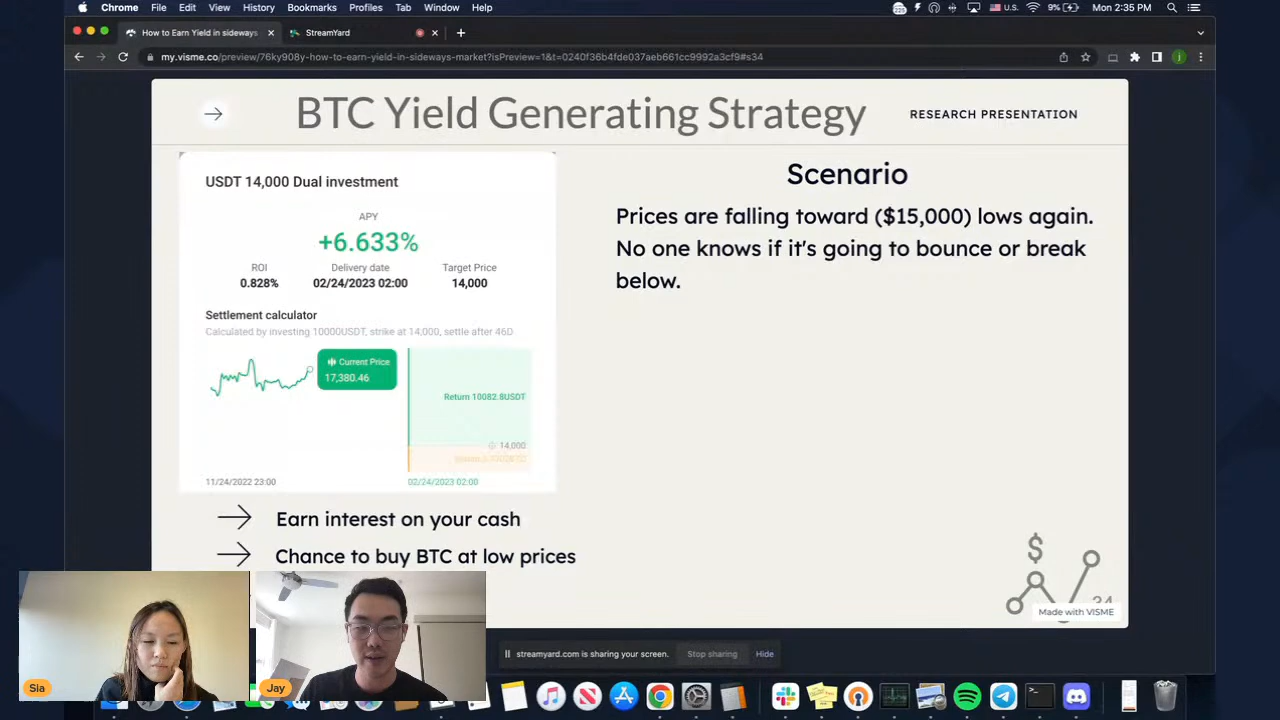 Chrome File Edit View History Bookmarks Profiles Tab Window Help U.S. 9% Mon 2:35 PM
How to Earn Yield in sideways StreamYard
my.visme.co/preview/76ky908y-how-to-earn-yield-in-sideways-market?isPreview=1&t=0240f36b4fde037aeb661cc9992a3cf9#s34
BTC Yield Generating Strategy
RESEARCH PRESENTATION
USDT 14,000 Dual investment
APY
+6.633%
ROI Delivery date Target Price
0.828% 02/24/2023 02:00 14,000
Settlement calculator
Calculated by investing 10000USDT, strike at 14,000, settle after 46D
Current Price
17,380.46
Return 10082.8USDT
14,000
11/24/2022 23:00 02/24/2023 02:00
Scenario
Prices are falling toward ($15,000) lows again.
No one knows if it's going to bounce or break
below.
Earn interest on your cash
Chance to buy BTC at low prices
$
34
Made with VISME
streamyard.com is sharing your screen. Stop sharing Hide
Sia
Jay